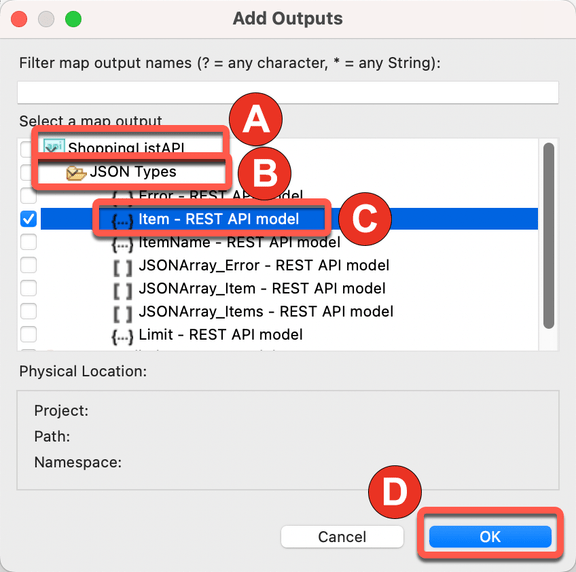 Add Outputs
Filter map output names (? = any character, * = any String):
Select a map output
A
ShoppingListAPI
B
JSON Types
{...} Error - REST API model
C
{...} Item - REST API model
{...} ItemName - REST API model
[ ] JSONArray_Error - REST API model
[ ] JSONArray_Item - REST API model
[ ] JSONArray_Items - REST API model
{...} Limit - REST API model
Physical Location:
Project:
Path:
Namespace:
D
Cancel
OK